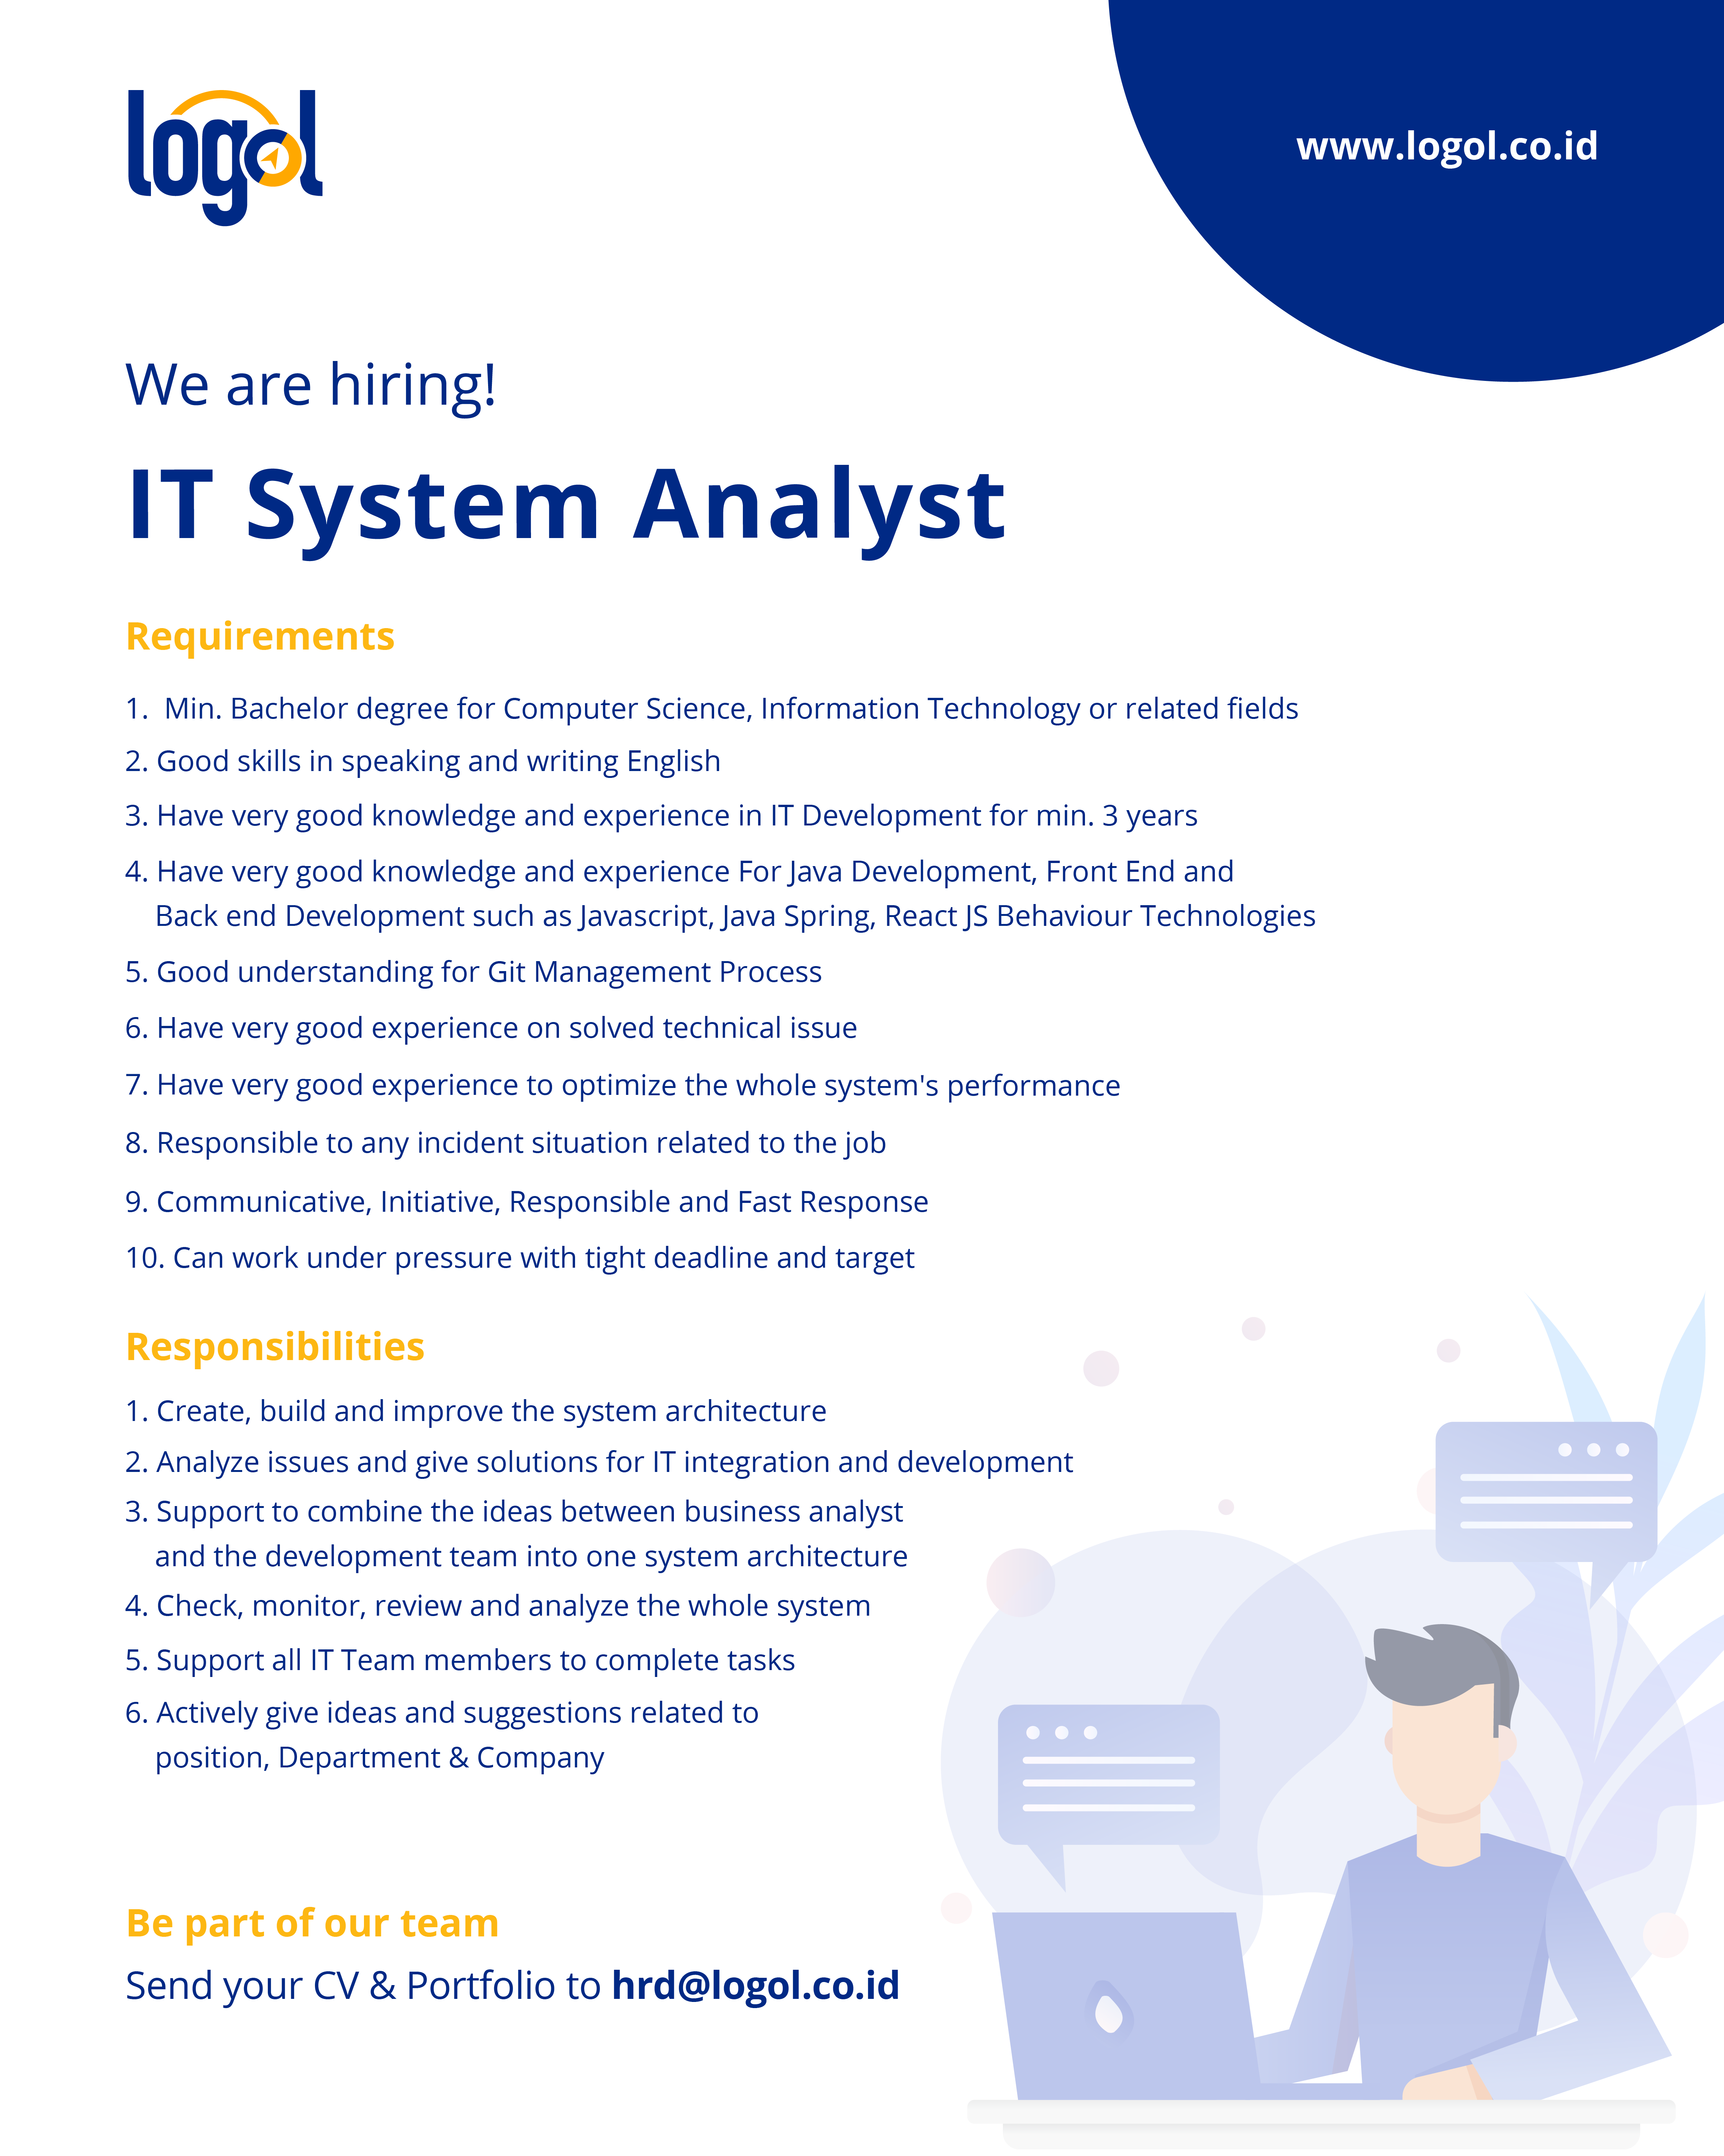 logol
www.logol.co.id
We are hiring!
IT System Analyst
Requirements
1. Min. Bachelor degree for Computer Science, Information Technology or related fields
2. Good skills in speaking and writing English
3. Have very good knowledge and experience in IT Development for min. 3 years
4. Have very good knowledge and experience For Java Development, Front End and
Back end Development such as Javascript, Java Spring, React JS Behaviour Technologies
5. Good understanding for Git Management Process
6. Have very good experience on solved technical issue
7. Have very good experience to optimize the whole system's performance
8. Responsible to any incident situation related to the job
9. Communicative, Initiative, Responsible and Fast Response
10. Can work under pressure with tight deadline and target
Responsibilities
1. Create, build and improve the system architecture
2. Analyze issues and give solutions for IT integration and development
3. Support to combine the ideas between business analyst
and the development team into one system architecture
4. Check, monitor, review and analyze the whole system
5. Support all IT Team members to complete tasks
6. Actively give ideas and suggestions related to
position, Department & Company
Be part of our team
Send your CV & Portfolio to hrd@logol.co.id